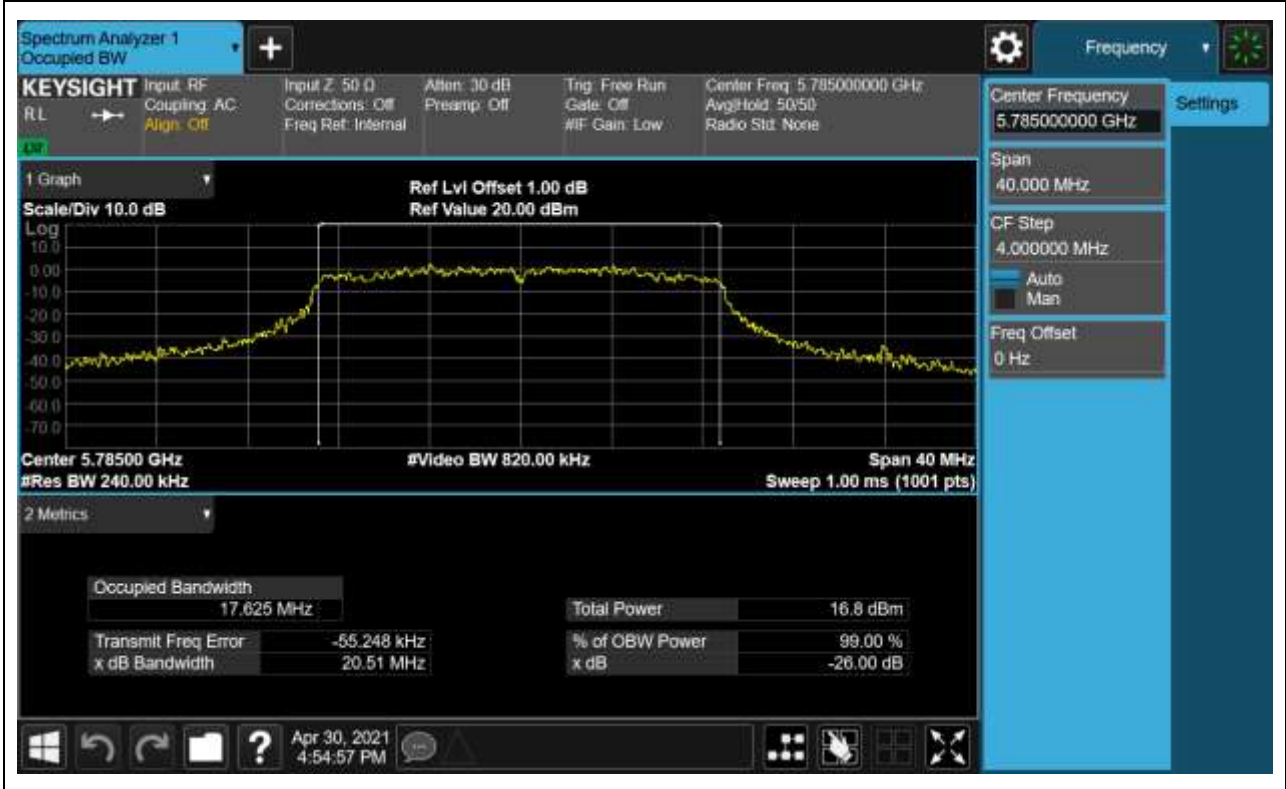 Spectrum Analyzer 1
Occupied BW
+
Frequency
KEYSIGHT
RL
Input: RF
Coupling: AC
Align: Off
Input Z: 50 Ω
Corrections: Off
Freq Ref: Internal
Atten: 30 dB
Preamp: Off
Trig: Free Run
Gate: Off
#IF Gain: Low
Center Freq: 5.785000000 GHz
Avg|Hold: 50/50
Radio Std: None
1 Graph
Scale/Div 10.0 dB
Ref Lvl Offset 1.00 dB
Ref Value 20.00 dBm
Log
10.0
0.00
-10.0
-20.0
-30.0
-40.0
-50.0
-60.0
-70.0
Center 5.78500 GHz
#Video BW 820.00 kHz
Span 40 MHz
#Res BW 240.00 kHz
Sweep 1.00 ms (1001 pts)
2 Metrics
Occupied Bandwidth
17.625 MHz
Total Power 16.8 dBm
Transmit Freq Error -55.248 kHz
% of OBW Power 99.00 %
x dB Bandwidth 20.51 MHz
x dB -26.00 dB
?
Apr 30, 2021
4:54:57 PM
Center Frequency
5.785000000 GHz
Settings
Span
40.000 MHz
CF Step
4.000000 MHz
Auto
Man
Freq Offset
0 Hz